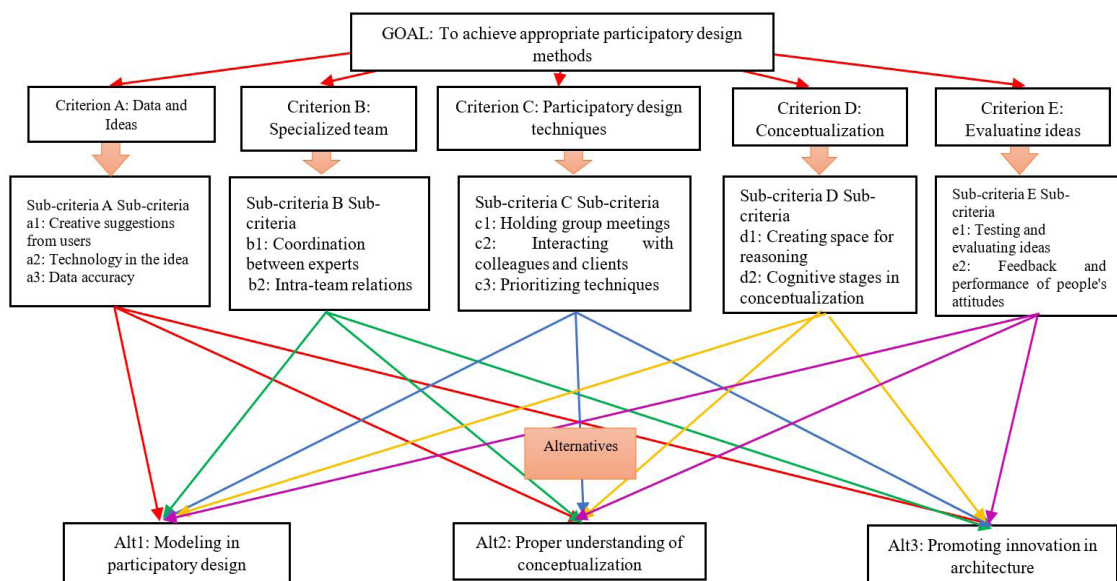 GOAL: To achieve appropriate participatory design
methods
Criterion A: Data and
Ideas
Criterion B:
Specialized team
Criterion C: Participatory design
techniques
Criterion D:
Conceptualization
Criterion E:
Evaluating ideas
Sub-criteria A Sub-criteria
a1: Creative suggestions
from users
a2: Technology in the idea
a3: Data accuracy
Sub-criteria B Sub-
criteria
b1: Coordination
between experts
b2: Intra-team relations
Sub-criteria C Sub-criteria
c1: Holding group meetings
c2: Interacting with
colleagues and clients
c3: Prioritizing techniques
Sub-criteria D Sub-
criteria
d1: Creating space for
reasoning
d2: Cognitive stages in
conceptualization
Sub-criteria E Sub-
criteria
e1: Testing and
evaluating ideas
e2: Feedback and
performance of people's
attitudes
Alternatives
Alt1: Modeling in
participatory design
Alt2: Proper understanding of
conceptualization
Alt3: Promoting innovation in
architecture